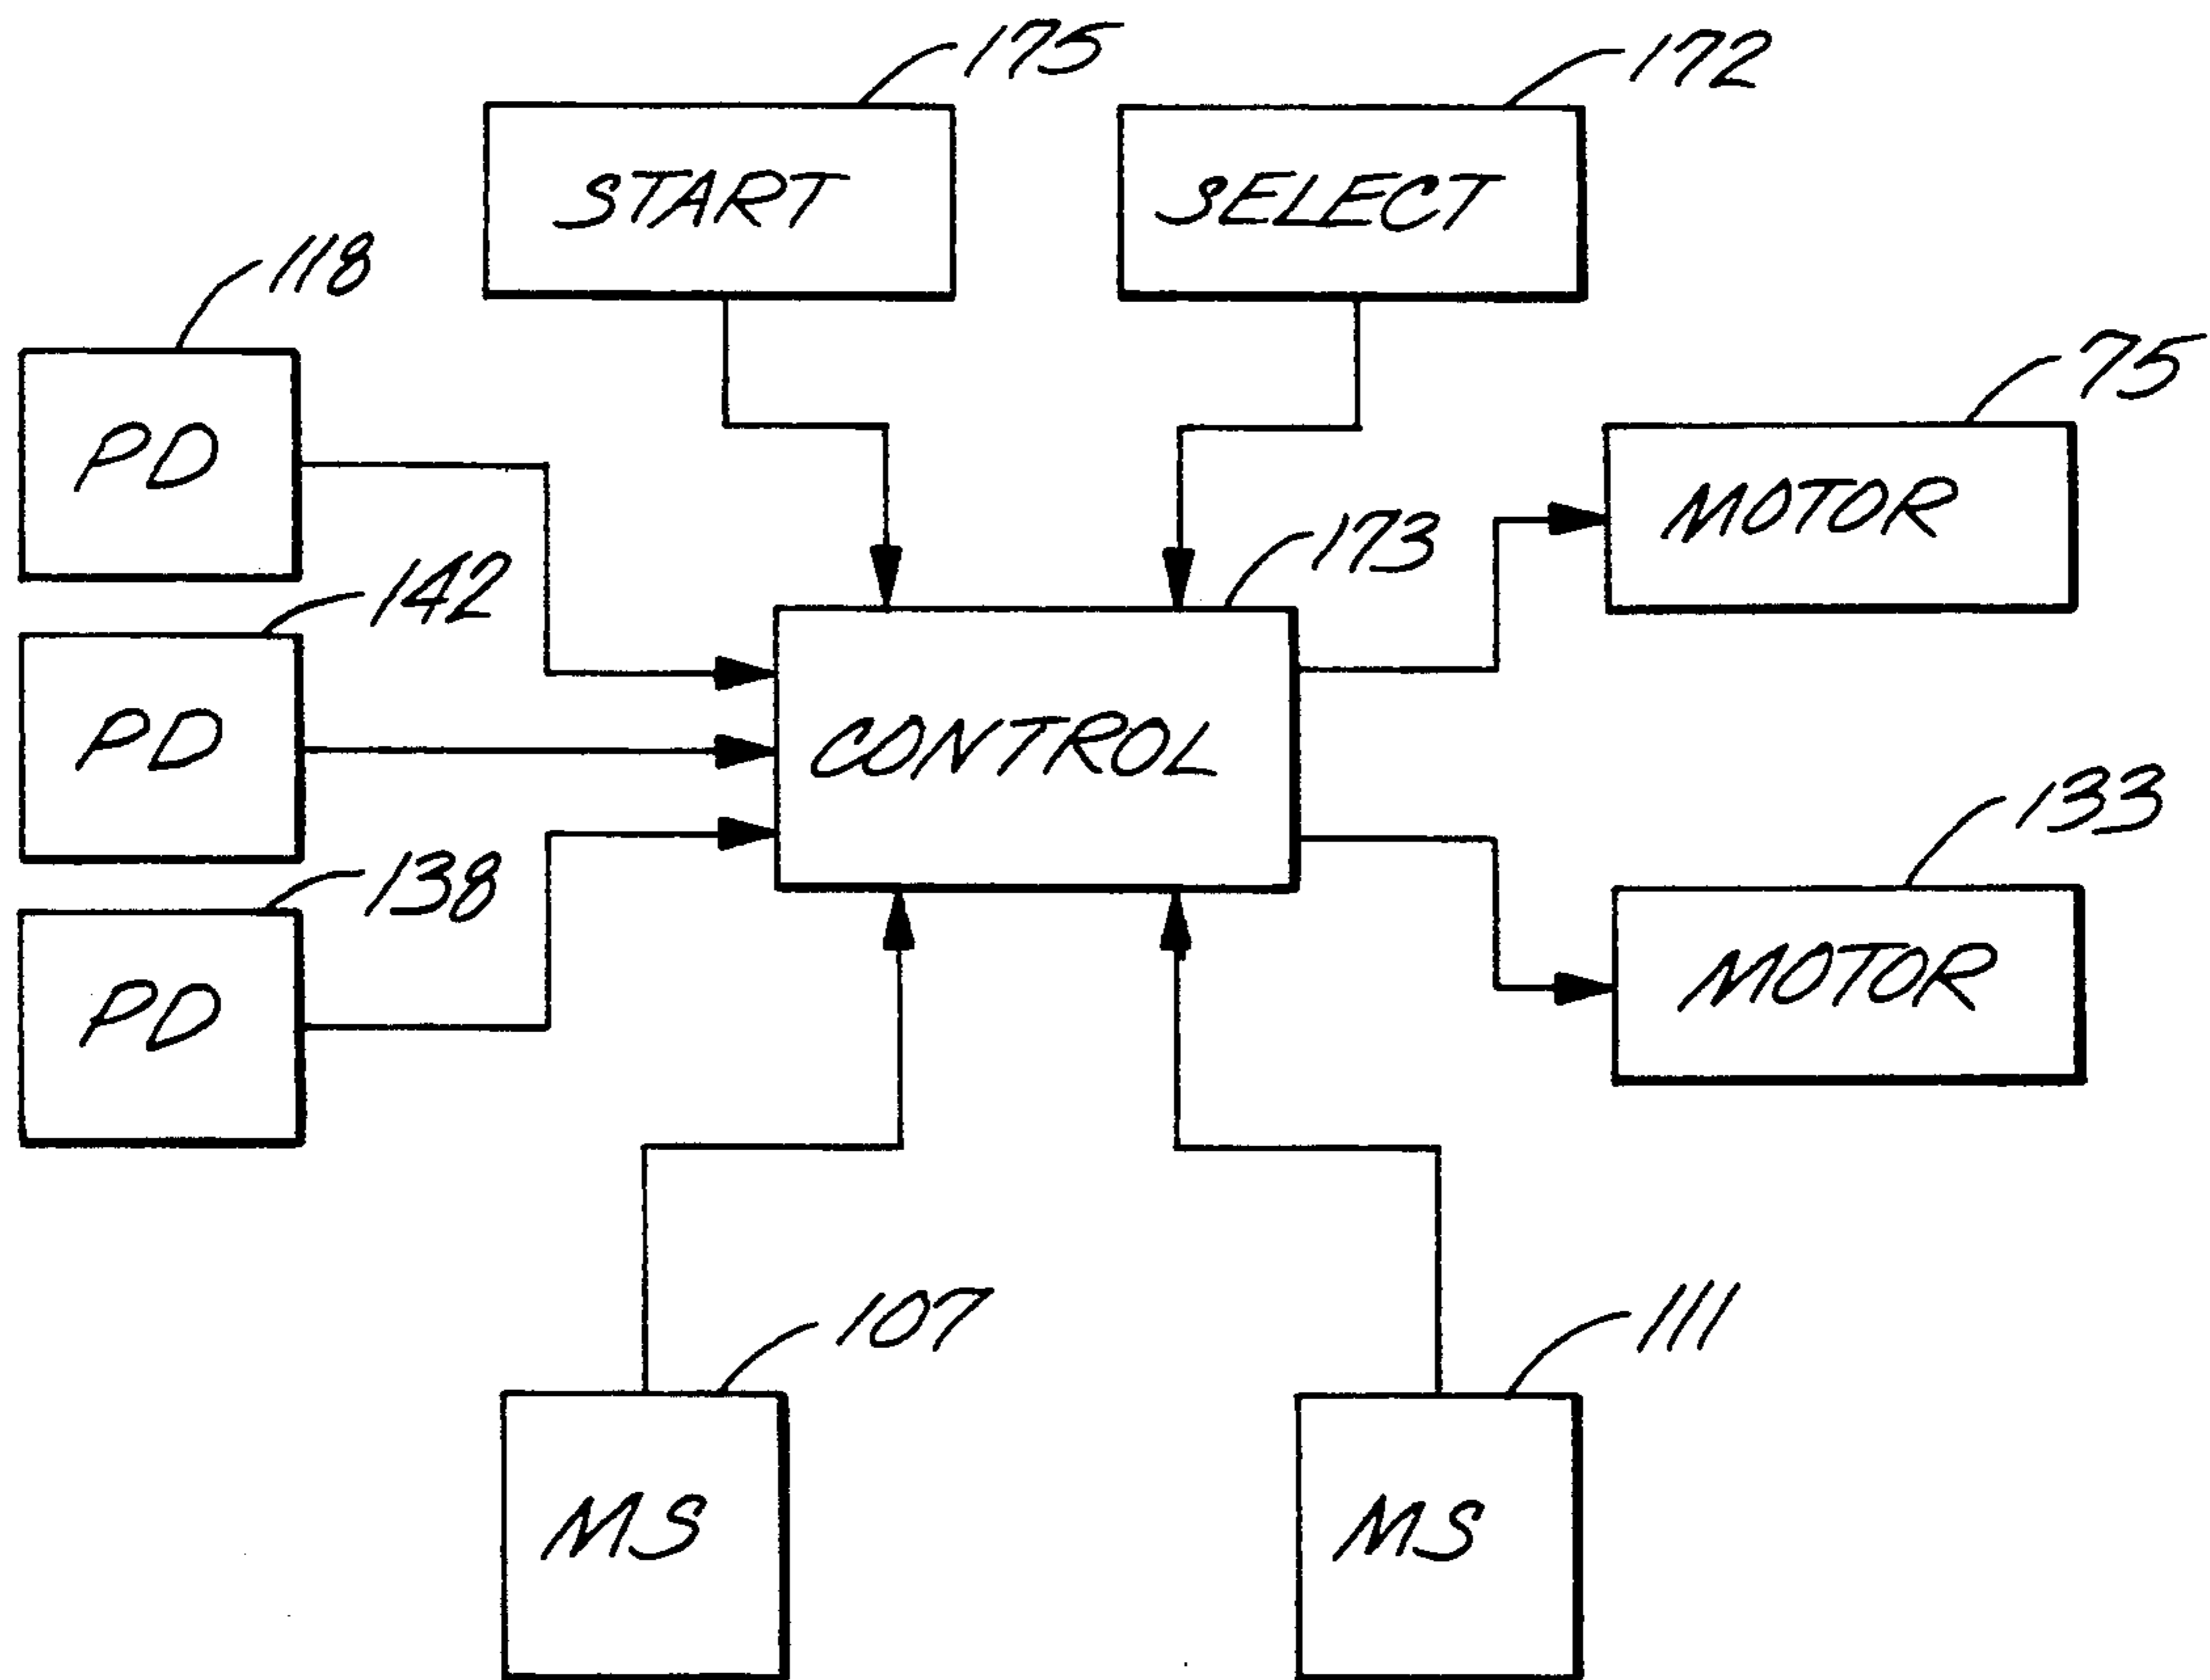 175
172
START
SELECT
118
PD
75
MOTOR
142
173
PD
CONTROL
133
138
MOTOR
PD
107
111
MS
MS